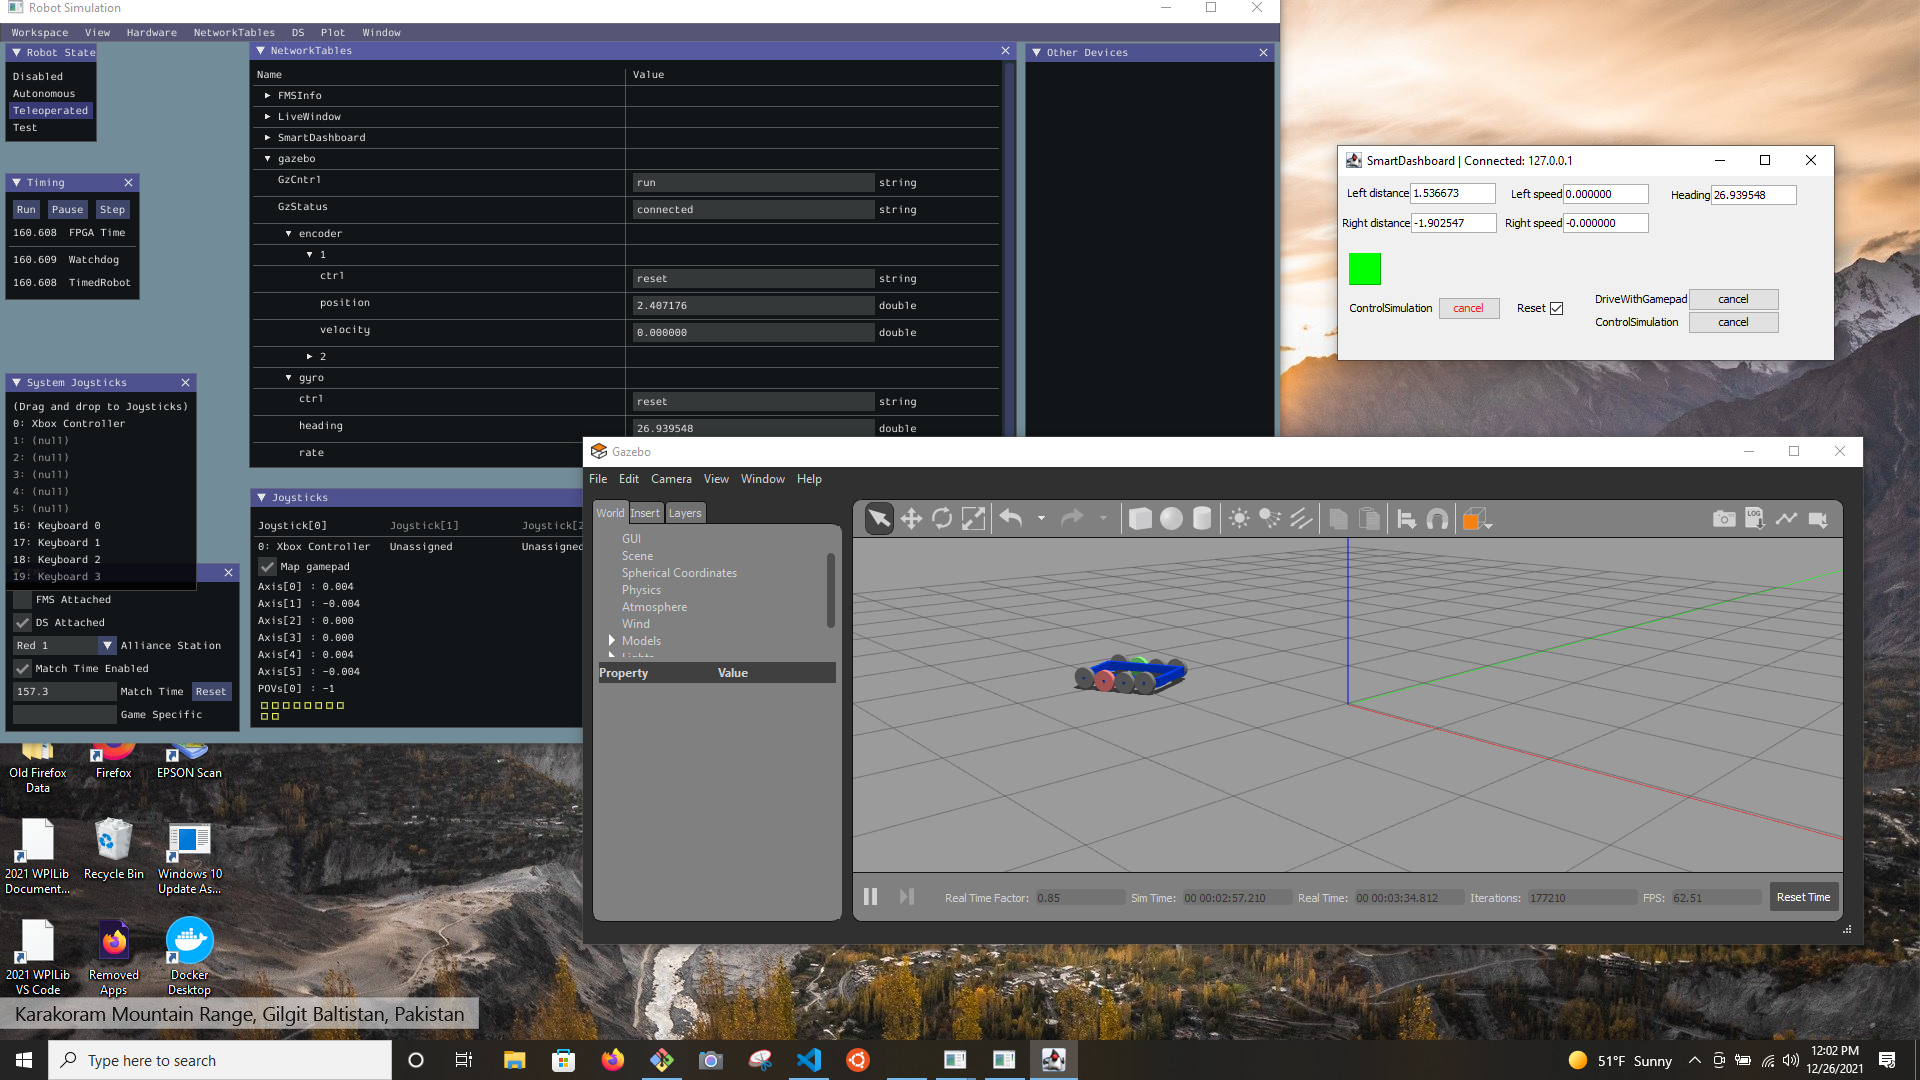 Robot Simulation
Workspace View Hardware NetworkTables DS Plot Window
Robot State
Disabled
Autonomous
Teleoperated
Test
Timing
Run Pause Step
160.608 FPGA Time
160.609 Watchdog
160.608 TimedRobot
System Joysticks
(Drag and drop to Joysticks)
0: Xbox Controller
1: (null)
2: (null)
3: (null)
4: (null)
5: (null)
16: Keyboard 0
17: Keyboard 1
18: Keyboard 2
19: Keyboard 3
FMS Attached
DS Attached
Red 1 Alliance Station
Match Time Enabled
157.3 Match Time Reset
Game Specific
NetworkTables
Name Value
FMSInfo
LiveWindow
SmartDashboard
gazebo
GzCntrl run string
GzStatus connected string
encoder
1
ctrl reset string
position 2.407176 double
velocity 0.000000 double
2
gyro
ctrl reset string
heading 26.939548 double
rate
Joysticks
Joystick[0] Joystick[1] Joystick[2
0: Xbox Controller Unassigned Unassigned
Map gamepad
Axis[0] : 0.004
Axis[1] : -0.004
Axis[2] : 0.000
Axis[3] : 0.000
Axis[4] : 0.004
Axis[5] : -0.004
POVs[0] : -1
Other Devices
SmartDashboard | Connected: 127.0.0.1
Left distance 1.536673 Left speed 0.000000 Heading 26.939548
Right distance -1.902547 Right speed -0.000000
ControlSimulation cancel Reset DriveWithGamepad cancel
ControlSimulation cancel
Gazebo
File Edit Camera View Window Help
World Insert Layers
GUI
Scene
Spherical Coordinates
Physics
Atmosphere
Wind
Models
Lights
Property Value
LOG
Real Time Factor: 0.85 Sim Time: 00 00:02:57.210 Real Time: 00 00:03:34.812 Iterations: 177210 FPS: 62.51 Reset Time
Old Firefox
Data
Firefox
EPSON Scan
2021 WPILib
Document...
Recycle Bin
Windows 10
Update As...
2021 WPILib
VS Code
Removed
Apps
Docker
Desktop
Karakoram Mountain Range, Gilgit Baltistan, Pakistan
Type here to search
51°F Sunny
12:02 PM
12/26/2021